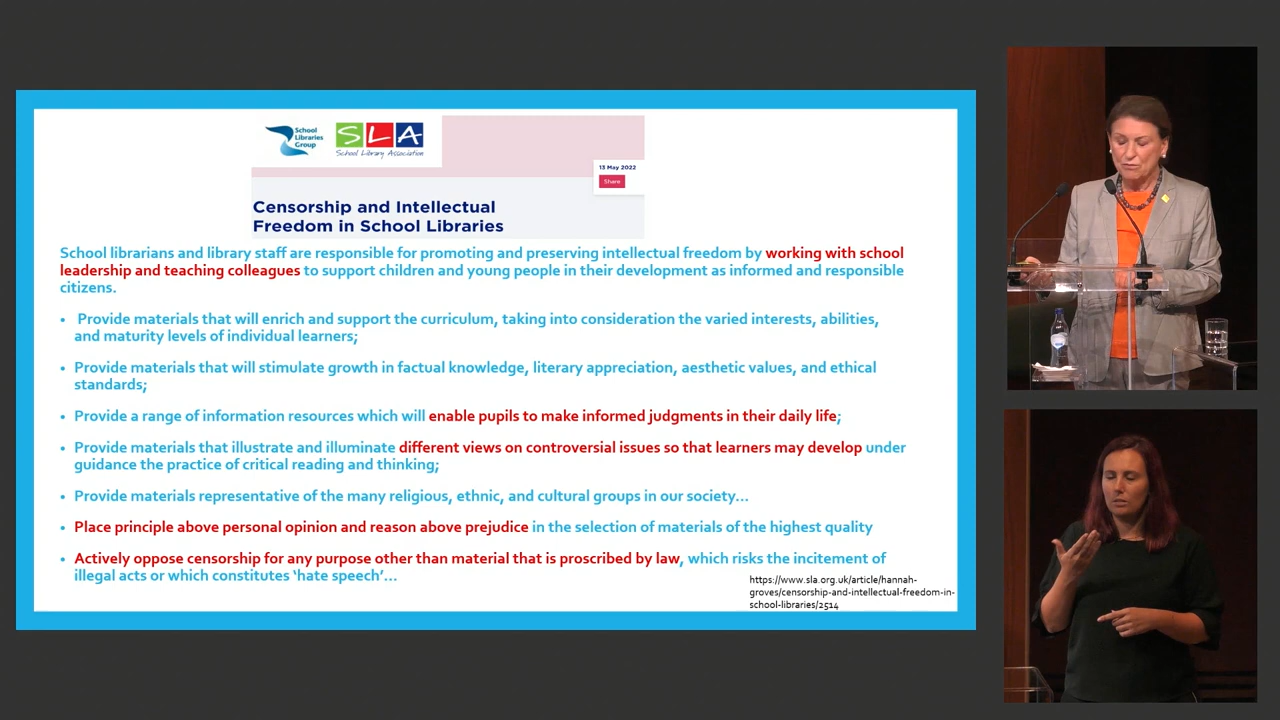 School
Libraries
Group
SLA
School Library Association
13 May 2022
Share
Censorship and Intellectual
Freedom in School Libraries
School librarians and library staff are responsible for promoting and preserving intellectual freedom by working with school
leadership and teaching colleagues to support children and young people in their development as informed and responsible
citizens.
• Provide materials that will enrich and support the curriculum, taking into consideration the varied interests, abilities,
and maturity levels of individual learners;
• Provide materials that will stimulate growth in factual knowledge, literary appreciation, aesthetic values, and ethical
standards;
• Provide a range of information resources which will enable pupils to make informed judgments in their daily life;
• Provide materials that illustrate and illuminate different views on controversial issues so that learners may develop under
guidance the practice of critical reading and thinking;
• Provide materials representative of the many religious, ethnic, and cultural groups in our society...
• Place principle above personal opinion and reason above prejudice in the selection of materials of the highest quality
• Actively oppose censorship for any purpose other than material that is proscribed by law, which risks the incitement of
illegal acts or which constitutes ‘hate speech’...
https://www.sla.org.uk/article/hannah-
groves/censorship-and-intellectual-freedom-in-
school-libraries/2514